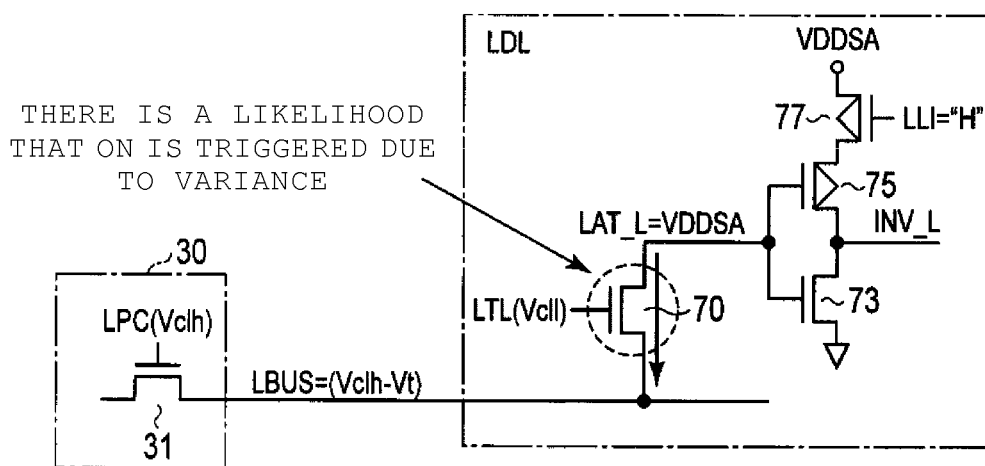 LDL
VDDSA
77
LLI="H"
THERE IS A LIKELIHOOD
THAT ON IS TRIGGERED DUE
TO VARIANCE
75
LAT_L=VDDSA
INV_L
30
LTL(Vcll)
70
73
LPC(Vclh)
LBUS=(Vclh-Vt)
31